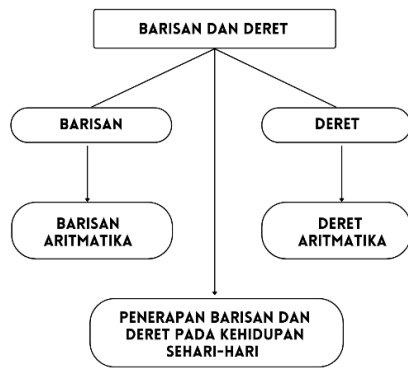 BARISAN DAN DERET
BARISAN
DERET
BARISAN
ARITMATIKA
DERET
ARITMATIKA
PENERAPAN BARISAN DAN
DERET PADA KEHIDUPAN
SEHARI-HARI